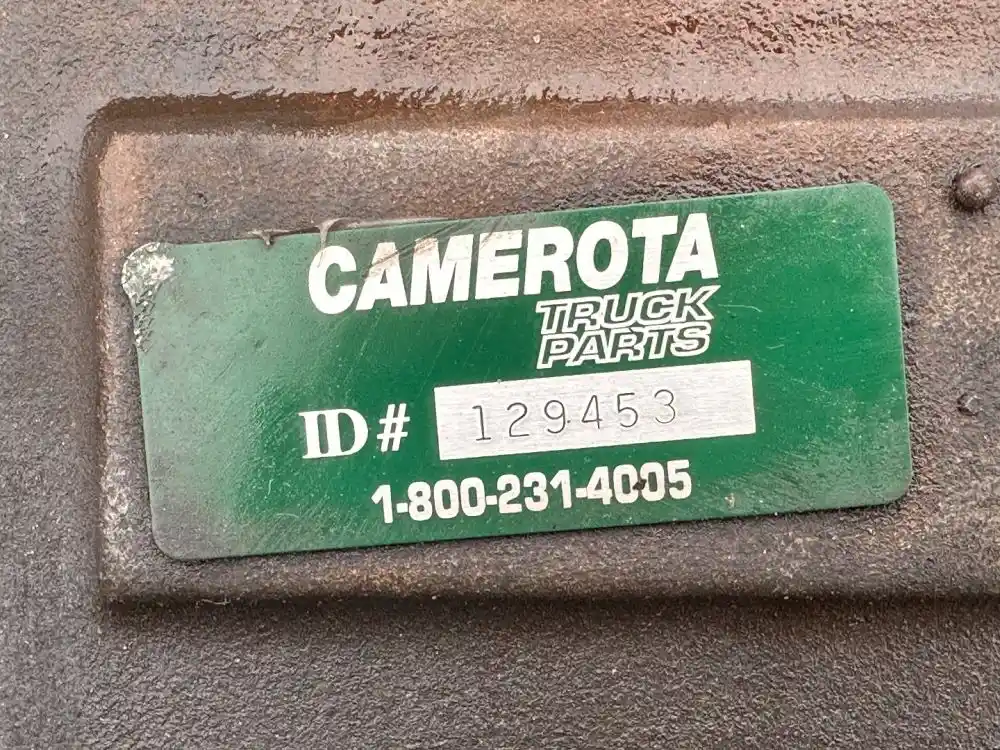 CAMEROTA
TRUCK
PARTS
ID# 129453
1-800-231-4005